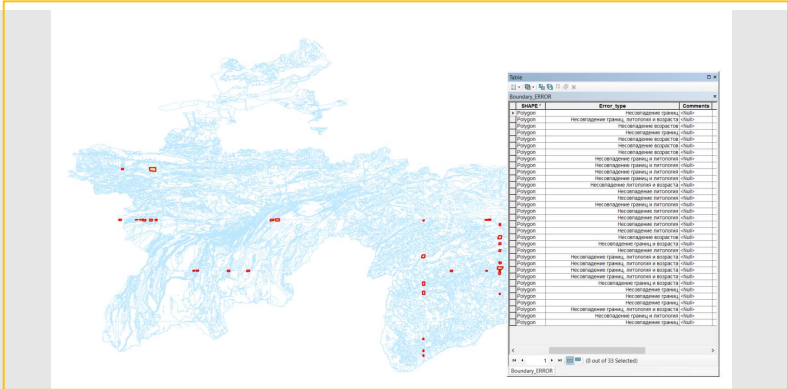 Table
Boundary_ERROR
SHAPE * Error_type Comments
Polygon Несовпадение границ <Null>
Polygon Несовпадение границ, литология и возраста <Null>
Polygon Несовпадение возрастов <Null>
Polygon Несовпадение границ <Null>
Polygon Несовпадение возрастов <Null>
Polygon Несовпадение возрастов <Null>
Polygon Несовпадение возрастов <Null>
Polygon Несовпадение границ и литология <Null>
Polygon Несовпадение границ и литология <Null>
Polygon Несовпадение границ и литология <Null>
Polygon Несовпадение границ и литология <Null>
Polygon Несовпадение литология и возраста <Null>
Polygon Несовпадение литология <Null>
Polygon Несовпадение литология <Null>
Polygon Несовпадение границ и литология <Null>
Polygon Несовпадение литология <Null>
Polygon Несовпадение литология <Null>
Polygon Несовпадение литология <Null>
Polygon Несовпадение литология <Null>
Polygon Несовпадение возрастов <Null>
Polygon Несовпадение границ и возраста <Null>
Polygon Несовпадение литология <Null>
Polygon Несовпадение границ, литология и возраста <Null>
Polygon Несовпадение границ, литология и возраста <Null>
Polygon Несовпадение границ, литология и возраста <Null>
Polygon Несовпадение границ, литология и возраста <Null>
Polygon Несовпадение границ и возраста <Null>
Polygon Несовпадение границ <Null>
Polygon Несовпадение границ <Null>
Polygon Несовпадение границ <Null>
Polygon Несовпадение границ, литология и возраста <Null>
Polygon Несовпадение границ и литология <Null>
Polygon Несовпадение границ <Null>
1 (0 out of 33 Selected)
Boundary_ERROR